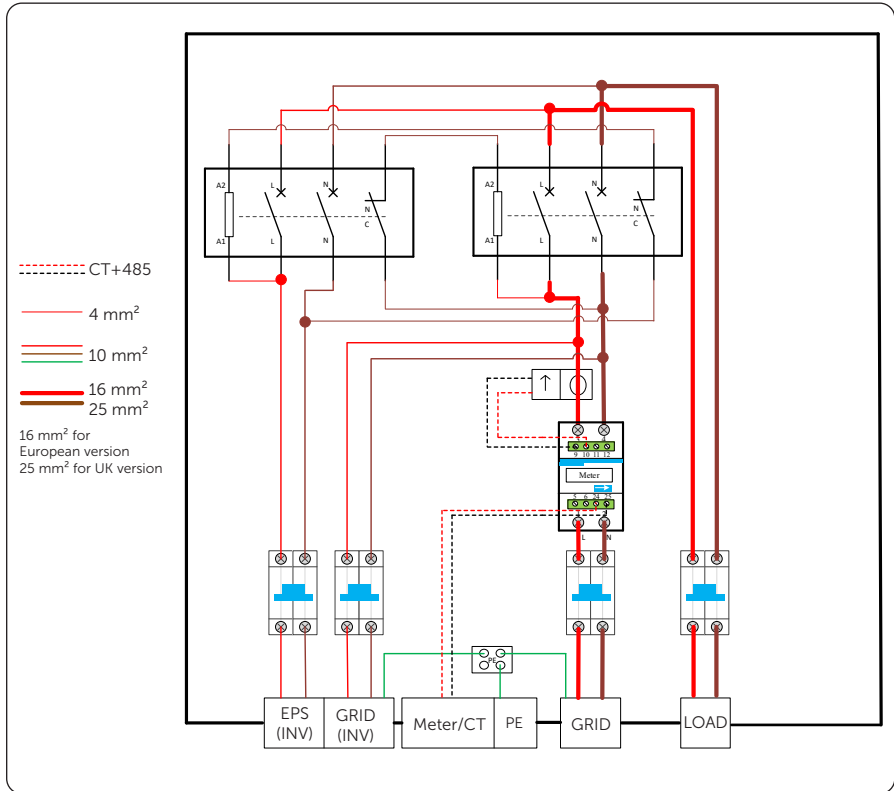 A2
L
N
N
C
A1
L
N
A2
L
N
N
C
A1
L
N
CT+485
4 mm²
10 mm²
16 mm²
25 mm²
16 mm² for
European version
25 mm² for UK version
9 10 11 12
Meter
5 6 24 25
L N
PE
EPS
(INV)
GRID
(INV)
Meter/CT
PE
GRID
LOAD